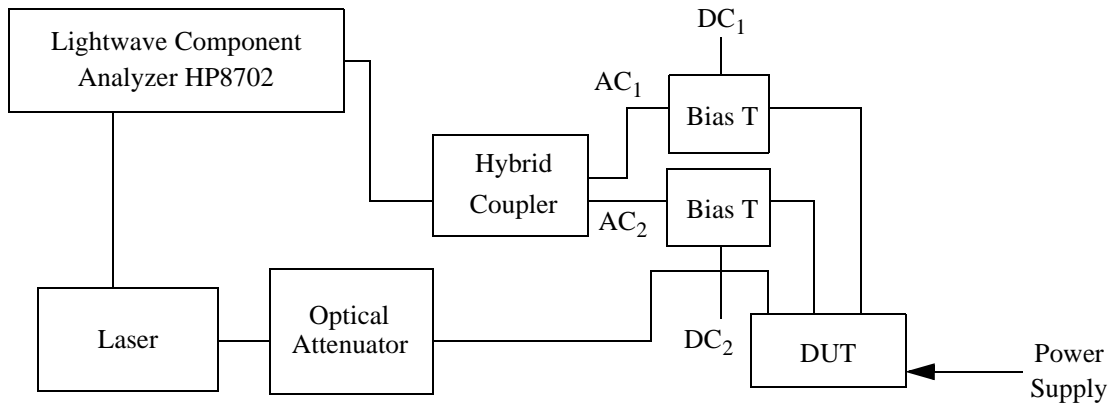 Lightwave Component
Analyzer HP8702
DC₁
AC₁
Bias T
Hybrid
Coupler
AC₂
Bias T
DC₂
Laser
Optical
Attenuator
DUT
Power
Supply